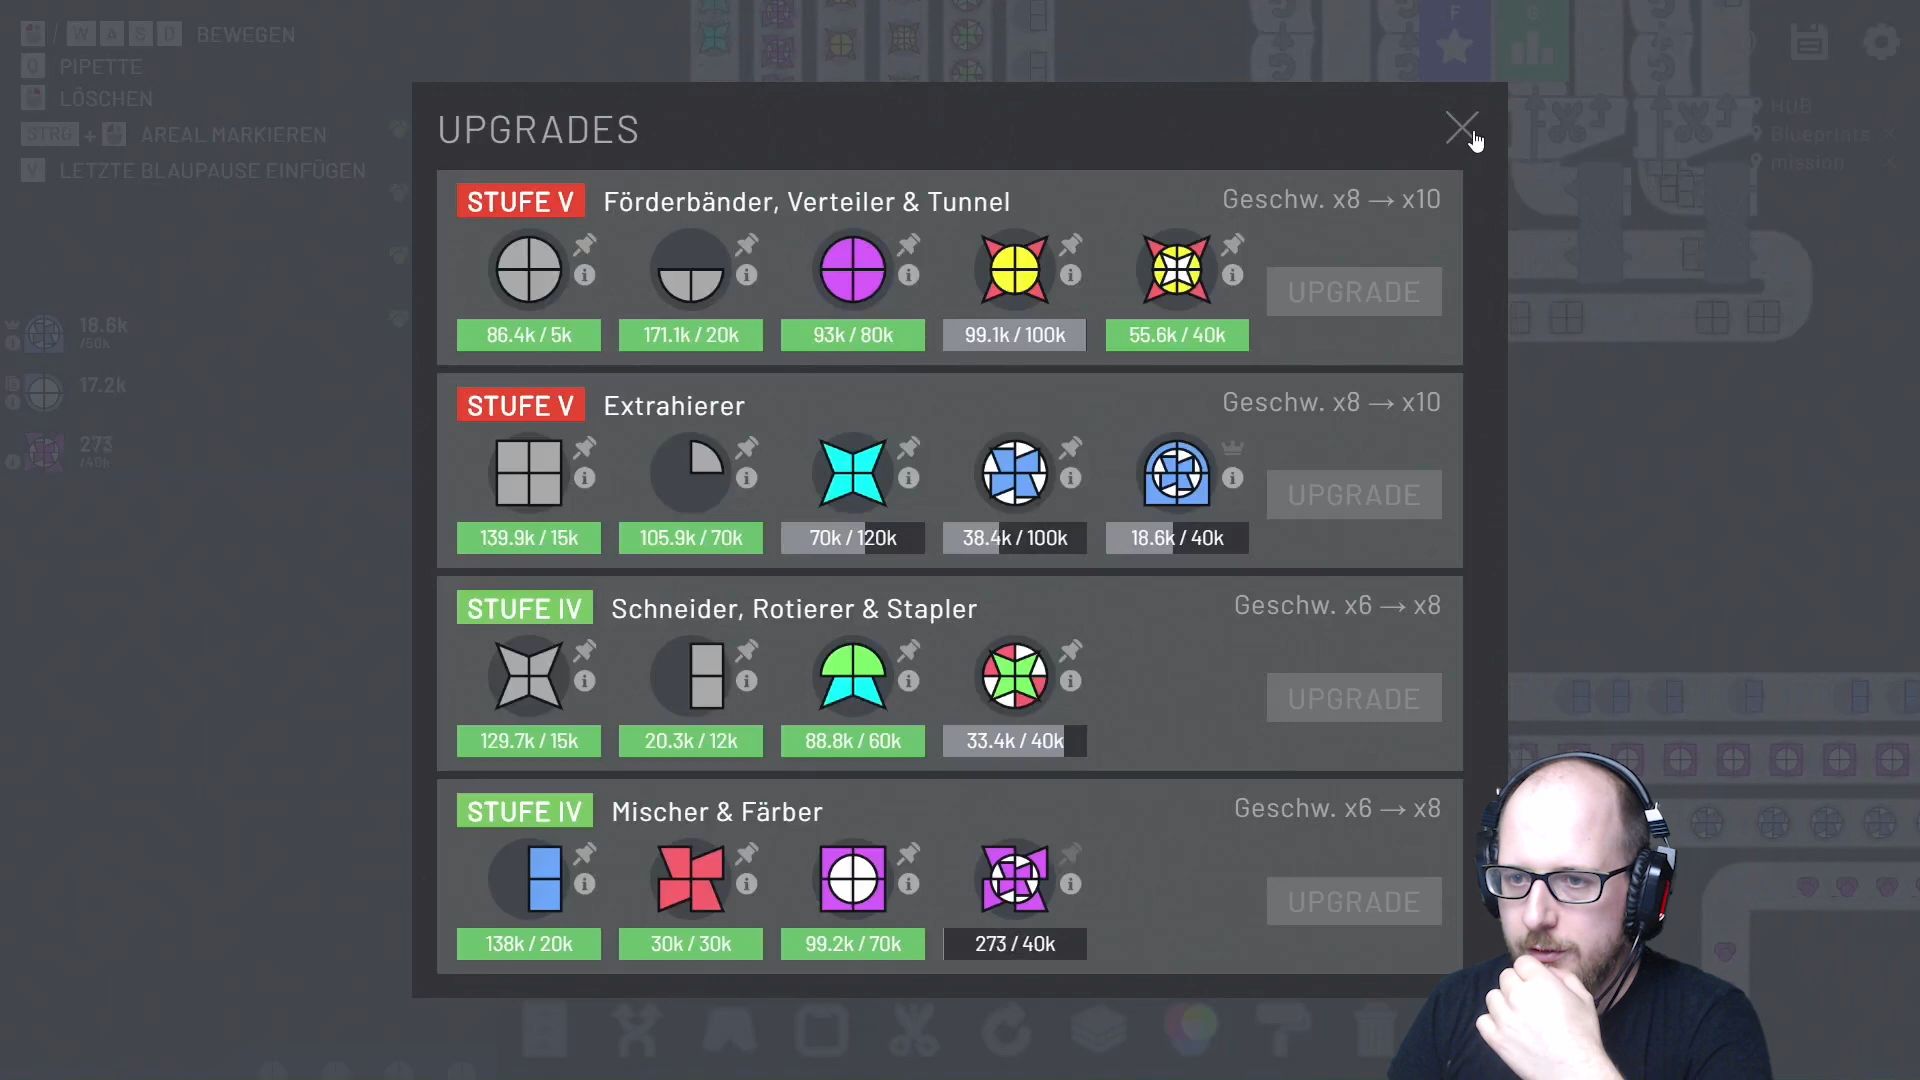 / W A S D BEWEGEN
Q PIPETTE
LÖSCHEN
STRG + AREAL MARKIEREN
V LETZTE BLAUPAUSE EINFÜGEN
F
G
HUB
Blueprints
mission
18.6k
/50k
17.2k
273
/40k
UPGRADES
STUFE V Förderbänder, Verteiler & Tunnel Geschw. x8 → x10
86.4k / 5k 171.1k / 20k 93k / 80k 99.1k / 100k 55.6k / 40k
UPGRADE
STUFE V Extrahierer Geschw. x8 → x10
139.9k / 15k 105.9k / 70k 70k / 120k 38.4k / 100k 18.6k / 40k
UPGRADE
STUFE IV Schneider, Rotierer & Stapler Geschw. x6 → x8
129.7k / 15k 20.3k / 12k 88.8k / 60k 33.4k / 40k
UPGRADE
STUFE IV Mischer & Färber Geschw. x6 → x8
138k / 20k 30k / 30k 99.2k / 70k 273 / 40k
UPGRADE